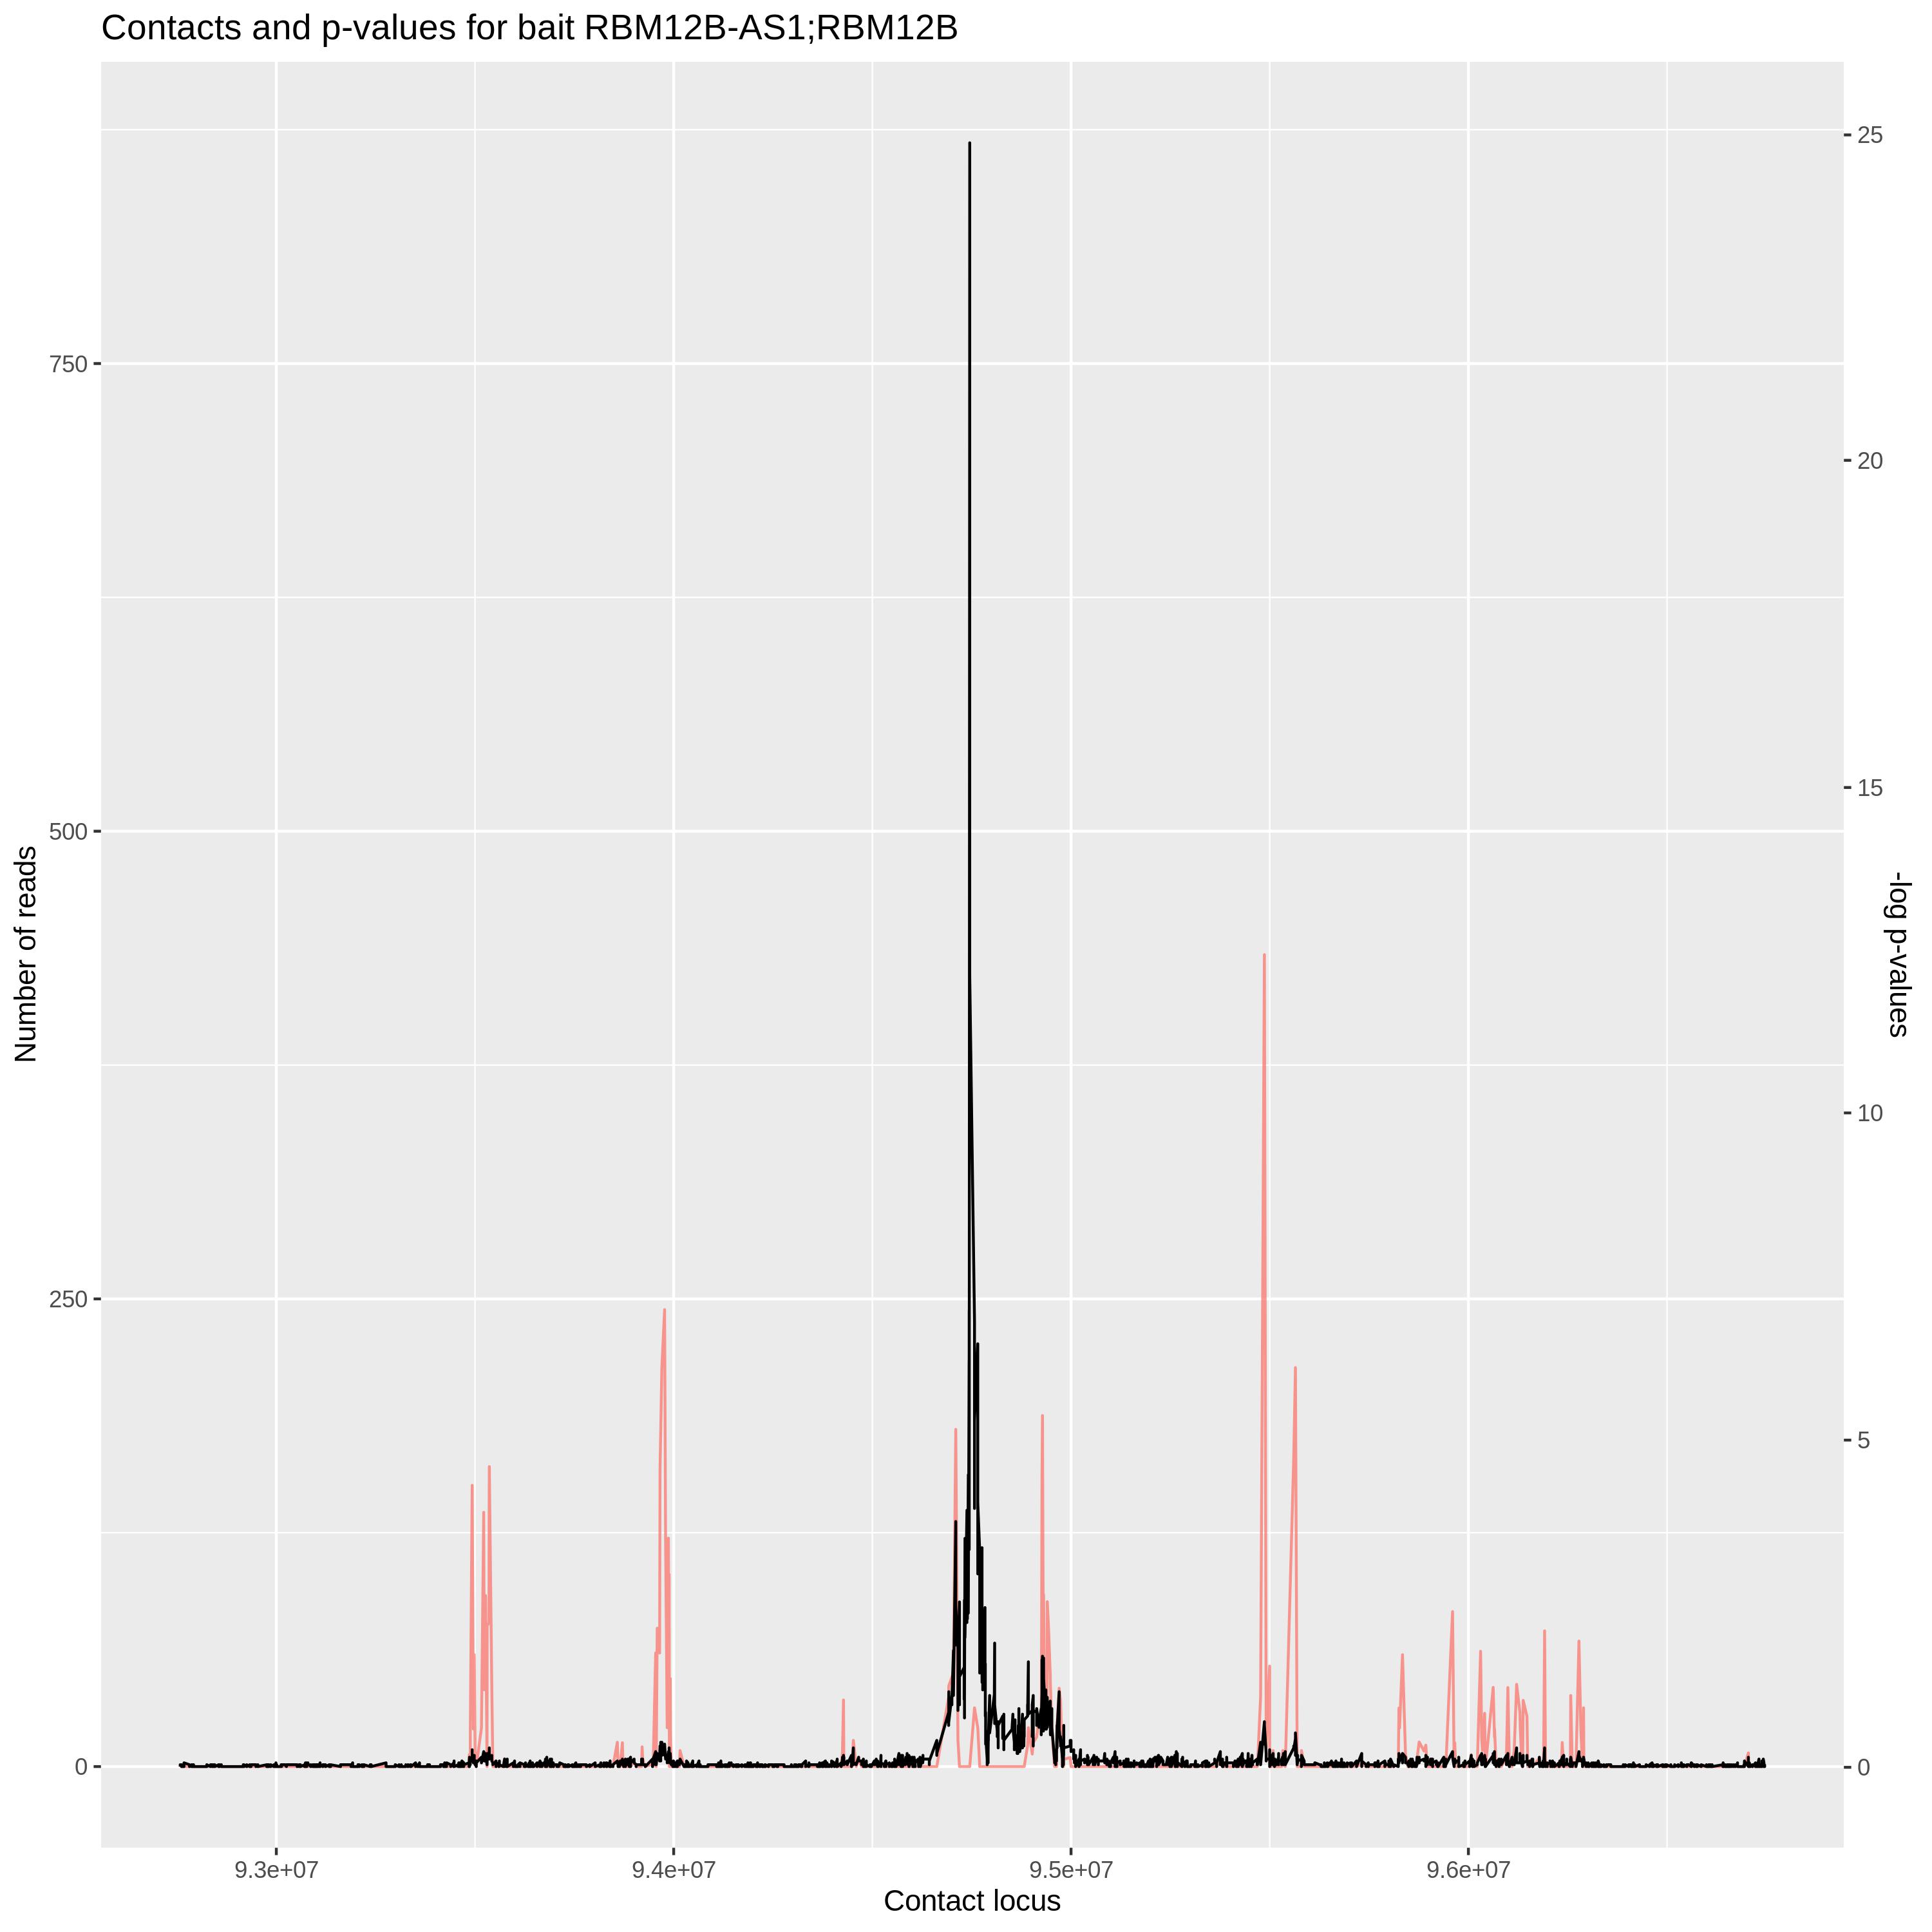 Contacts and p-values for bait RBM12B-AS1;RBM12B
25
750
20
15
500
Number of reads
-log p-values
10
250
5
0
0
9.3e+07
9.4e+07
9.5e+07
9.6e+07
Contact locus